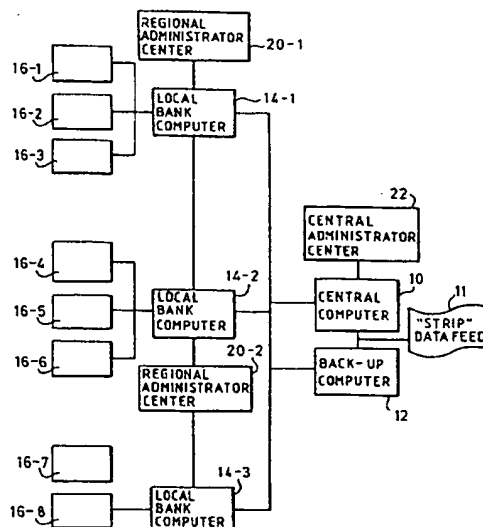 REGIONAL
ADMINISTRATOR
CENTER
20-1
16-1
LOCAL
BANK
COMPUTER
14-1
16-2
16-3
22
CENTRAL
ADMINISTRATOR
CENTER
16-4
14-2
10
11
LOCAL
BANK
COMPUTER
CENTRAL
COMPUTER
"STRIP"
DATA FEED
16-5
16-6
20-2
REGIONAL
ADMINISTRATOR
CENTER
BACK-UP
COMPUTER
12
16-7
14-3
LOCAL
BANK
COMPUTER
16-8